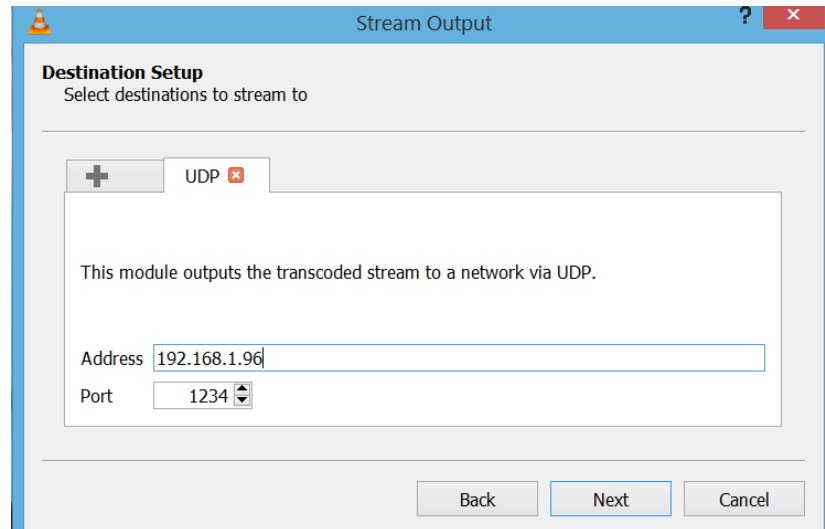 Stream Output
?
x
Destination Setup
Select destinations to stream to
UDP
This module outputs the transcoded stream to a network via UDP.
Address 192.168.1.96
Port 1234
Back Next Cancel